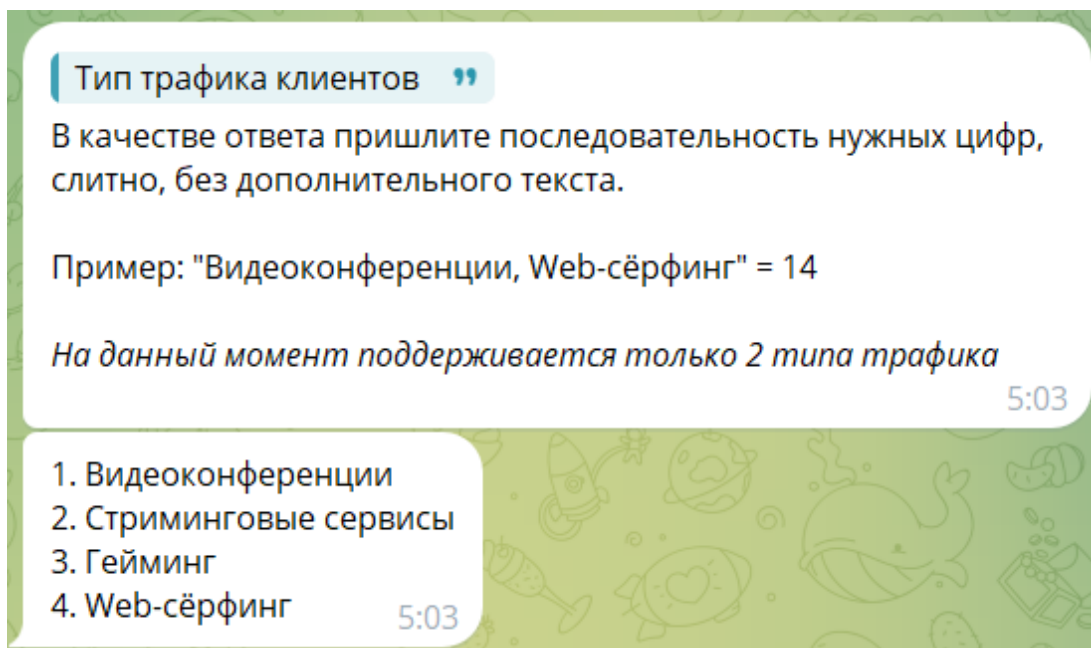 Тип трафика клиентов
В качестве ответа пришлите последовательность нужных цифр,
слитно, без дополнительного текста.
Пример: "Видеоконференции, Web-сёрфинг" = 14
На данный момент поддерживается только 2 типа трафика
5:03
1. Видеоконференции
2. Стриминговые сервисы
3. Гейминг
4. Web-сёрфинг
5:03